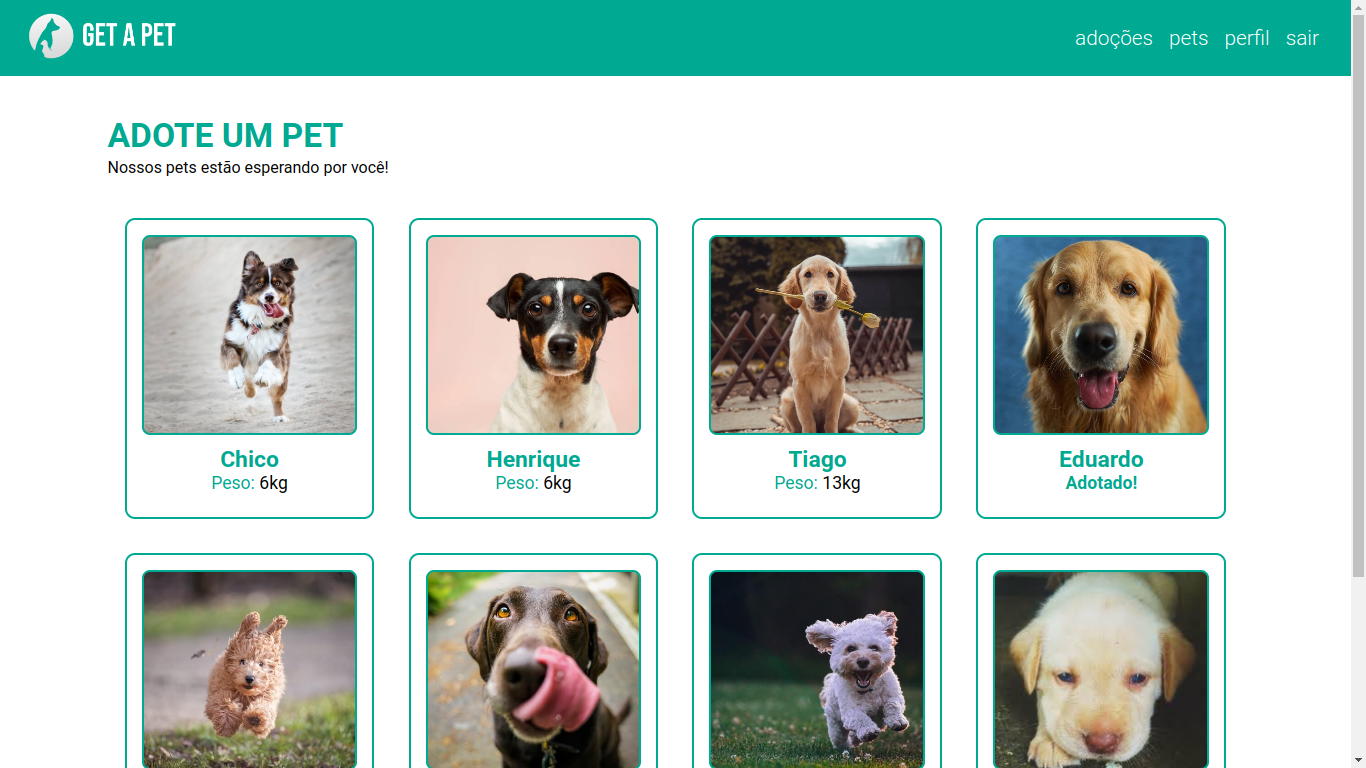 GET A PET
adoções pets perfil sair
ADOTE UM PET
Nossos pets estão esperando por você!
Chico
Peso: 6kg
Henrique
Peso: 6kg
Tiago
Peso: 13kg
Eduardo
Adotado!